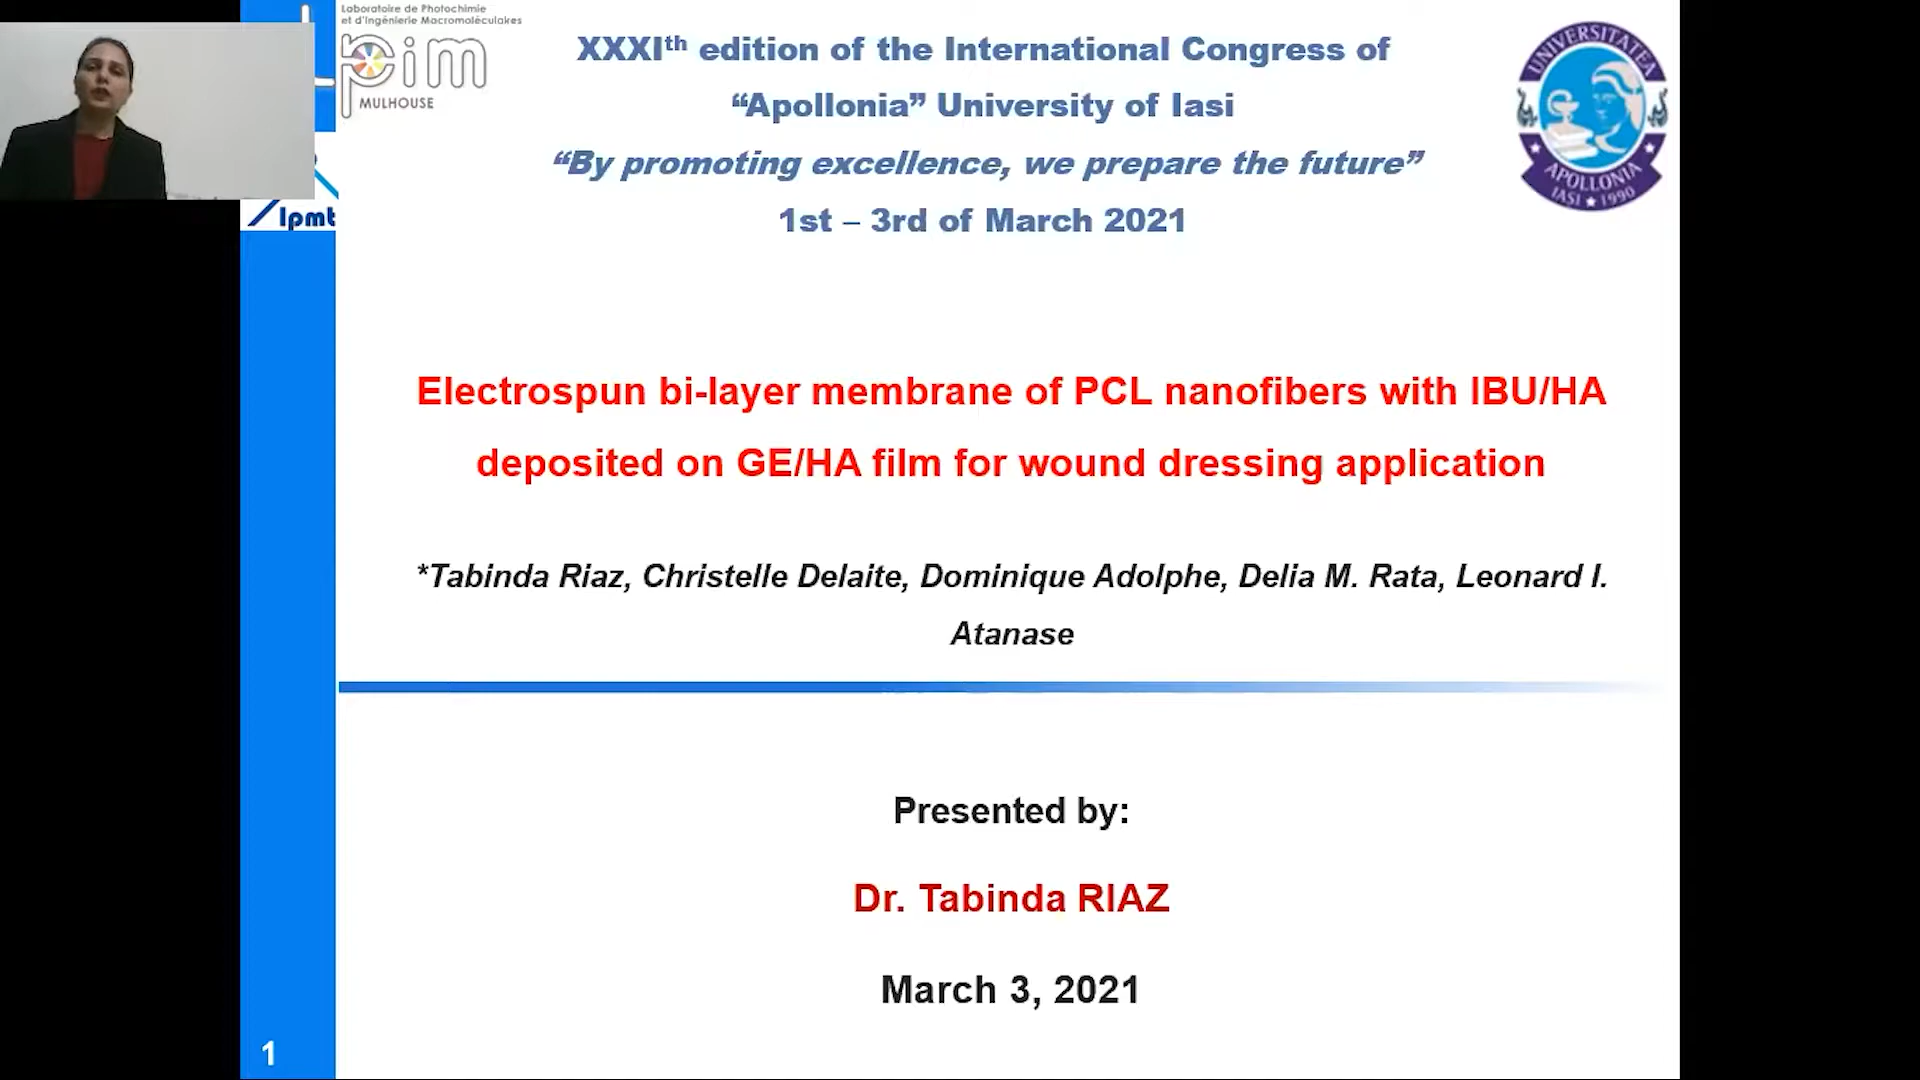 Laboratoire de Photochimie
et d'Ingénierie Macromoléculaires
pim
MULHOUSE
lpmt
XXXIth edition of the International Congress of
“Apollonia” University of Iasi
“By promoting excellence, we prepare the future”
1st – 3rd of March 2021
UNIVERSITATEA
APOLLONIA
IASI ★ 1990
Electrospun bi-layer membrane of PCL nanofibers with IBU/HA
deposited on GE/HA film for wound dressing application
*Tabinda Riaz, Christelle Delaite, Dominique Adolphe, Delia M. Rata, Leonard I.
Atanase
Presented by:
Dr. Tabinda RIAZ
March 3, 2021
1